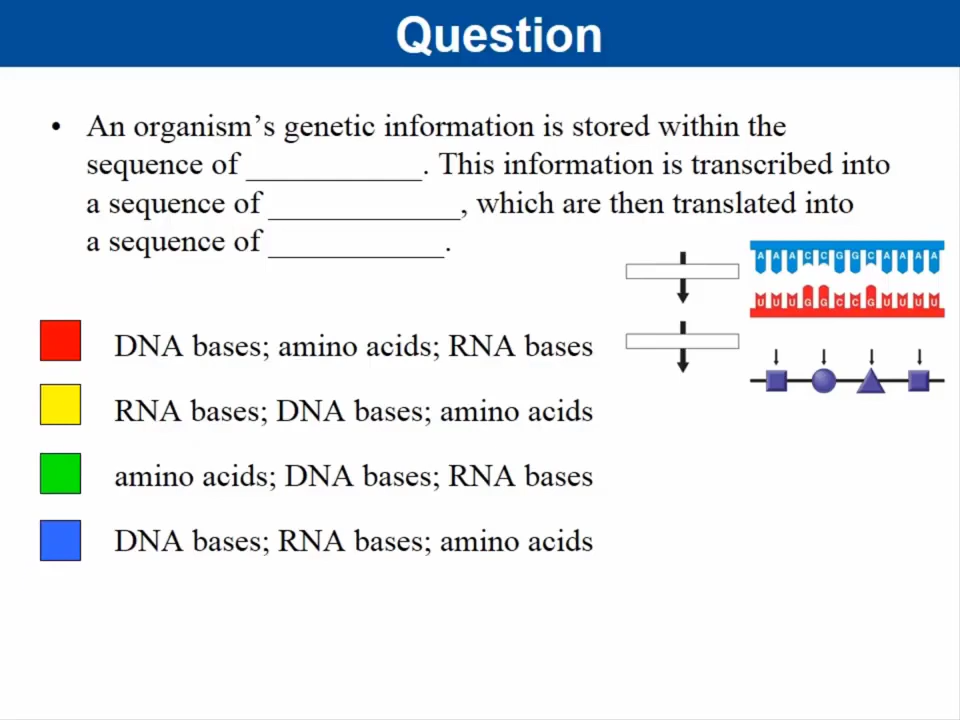 Question
• An organism’s genetic information is stored within the
sequence of ___________. This information is transcribed into
a sequence of ____________, which are then translated into
a sequence of ___________.
A A A C C G G C A A A A
U U U G G C C G U U U U
DNA bases; amino acids; RNA bases
RNA bases; DNA bases; amino acids
amino acids; DNA bases; RNA bases
DNA bases; RNA bases; amino acids